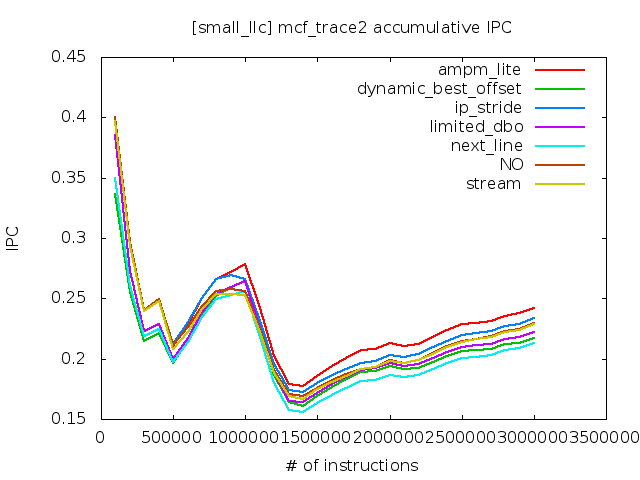 [small_llc] mcf_trace2 accumulative IPC
0.45
0.4
0.35
0.3
0.25
0.2
0.15
IPC
ampm_lite
dynamic_best_offset
ip_stride
limited_dbo
next_line
NO
stream
0 500000 1000000 1500000 2000000 2500000 3000000 3500000
# of instructions